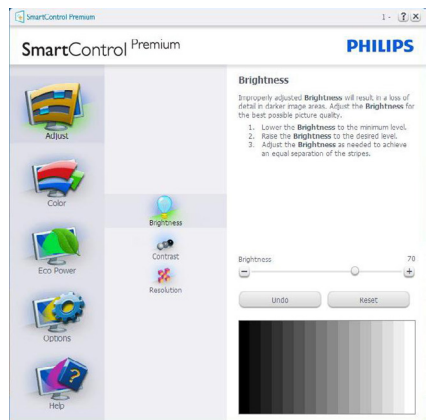 SmartControl Premium
1 - ? x
SmartControl Premium
PHILIPS
Adjust
Color
Eco Power
Options
Help
Brightness
Contrast
Resolution
Brightness
Improperly adjusted Brightness will result in a loss of
detail in darker image areas. Adjust the Brightness for
the best possible picture quality.
1. Lower the Brightness to the minimum level.
2. Raise the Brightness to the desired level.
3. Adjust the Brightness as needed to achieve
an equal separation of the stripes.
Brightness 70
Undo Reset